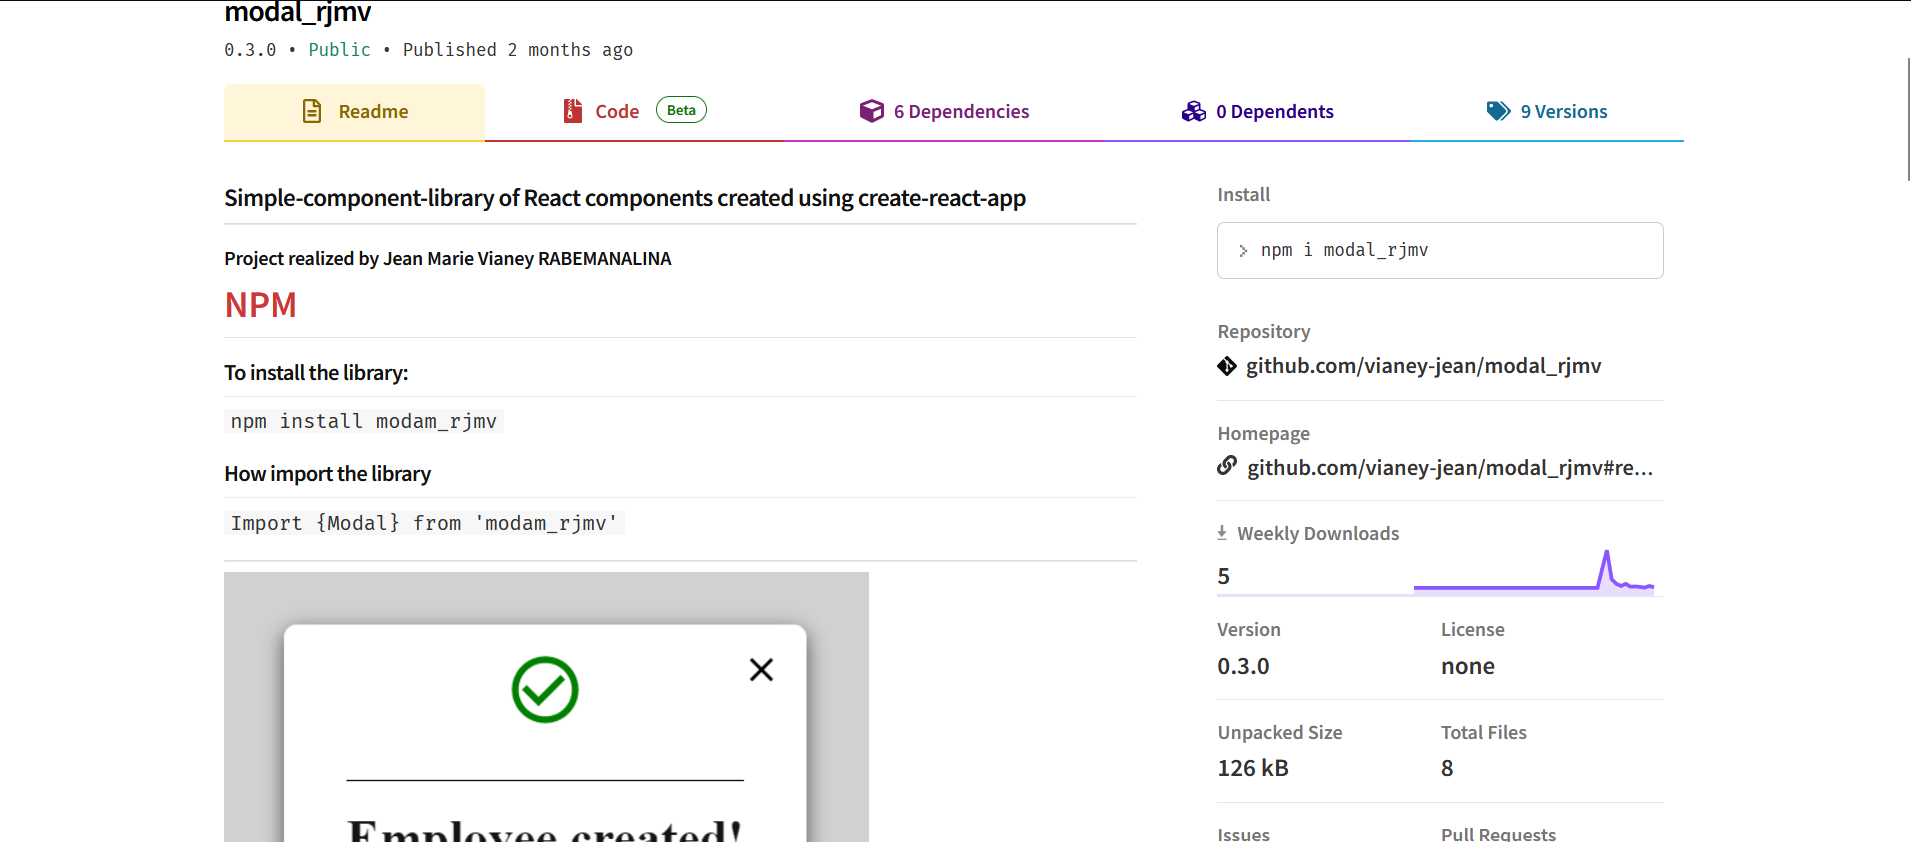 modal_rjmv
0.3.0 • Public • Published 2 months ago
Readme
Code Beta
6 Dependencies
0 Dependents
9 Versions
Simple-component-library of React components created using create-react-app
Project realized by Jean Marie Vianey RABEMANALINA
NPM
To install the library:
npm install modam_rjmv
How import the library
Import {Modal} from 'modam_rjmv'
Employee created!
Install
> npm i modal_rjmv
Repository
github.com/vianey-jean/modal_rjmv
Homepage
github.com/vianey-jean/modal_rjmv#re...
Weekly Downloads
5
Version
License
0.3.0
none
Unpacked Size
Total Files
126 kB
8
Issues
Pull Requests